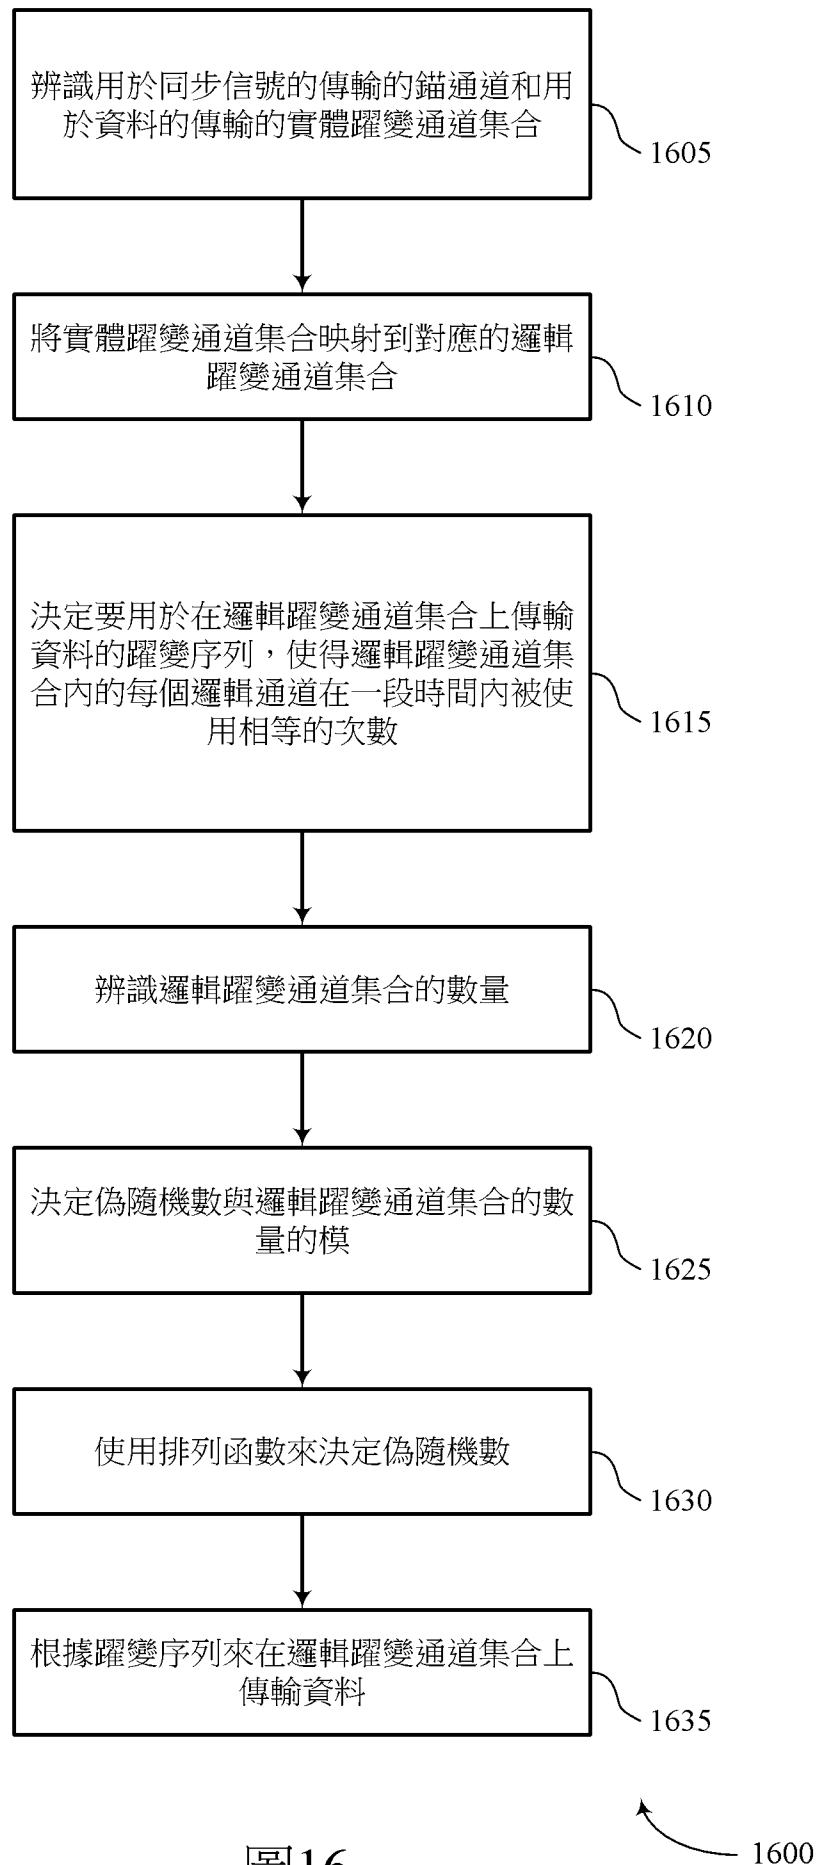 辨識用於同步信號的傳輸的錨通道和用
於資料的傳輸的實體躍變通道集合
1605
將實體躍變通道集合映射到對應的邏輯
躍變通道集合
1610
決定要用於在邏輯躍變通道集合上傳輸
資料的躍變序列,使得邏輯躍變通道集
合內的每個邏輯通道在一段時間內被使
用相等的次數
1615
辨識邏輯躍變通道集合的數量
1620
決定偽隨機數與邏輯躍變通道集合的數
量的模
1625
使用排列函數來決定偽隨機數
1630
根據躍變序列來在邏輯躍變通道集合上
傳輸資料
1635
1600
圖16